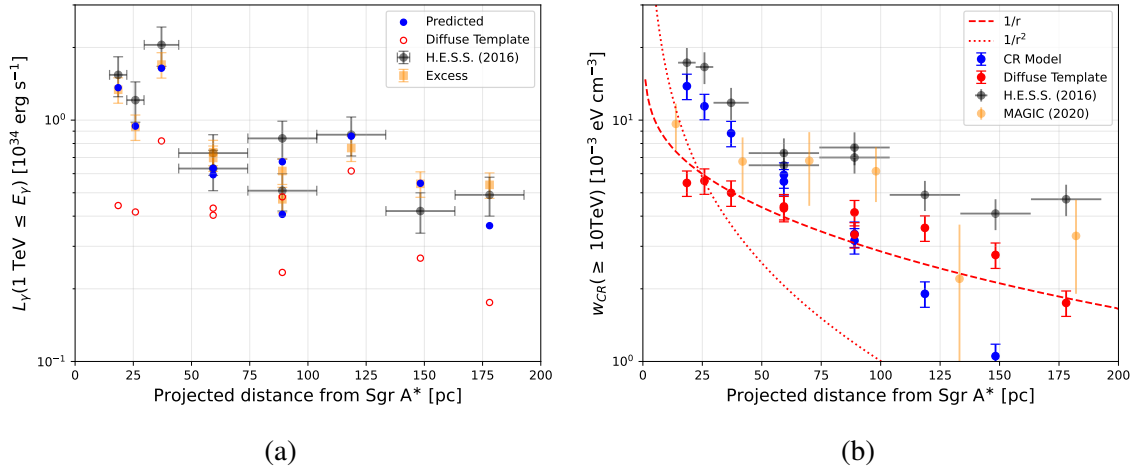 Predicted
Diffuse Template
H.E.S.S. (2016)
Excess
10⁰
10⁻¹
Lγ(1 TeV ≤ Eγ) [10³⁴ erg s⁻¹]
0 25 50 75 100 125 150 175 200
Projected distance from Sgr A* [pc]
(a)
1/r
1/r²
CR Model
Diffuse Template
H.E.S.S. (2016)
MAGIC (2020)
10¹
10⁰
w_CR(≥ 10TeV) [10⁻³ eV cm⁻³]
0 25 50 75 100 125 150 175 200
Projected distance from Sgr A* [pc]
(b)